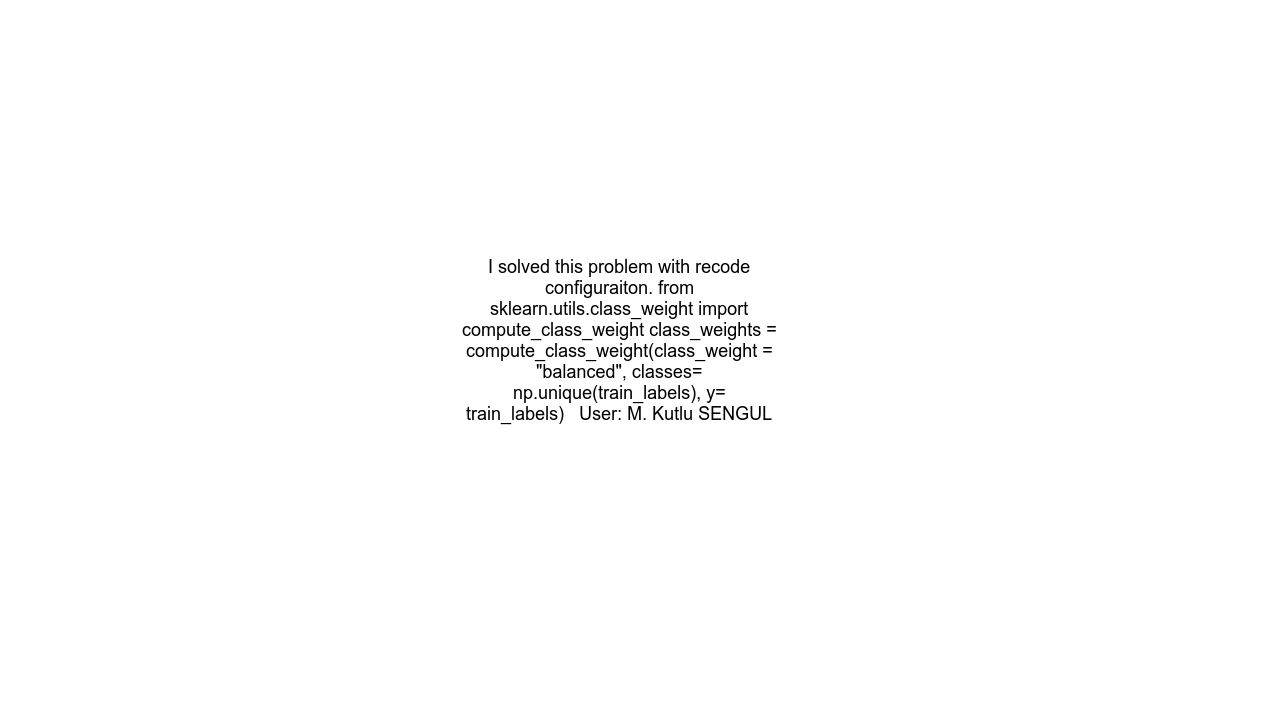 I solved this problem with recode
configuraiton. from
sklearn.utils.class_weight import
compute_class_weight class_weights =
compute_class_weight(class_weight =
"balanced", classes=
np.unique(train_labels), y=
train_labels)   User: M. Kutlu SENGUL